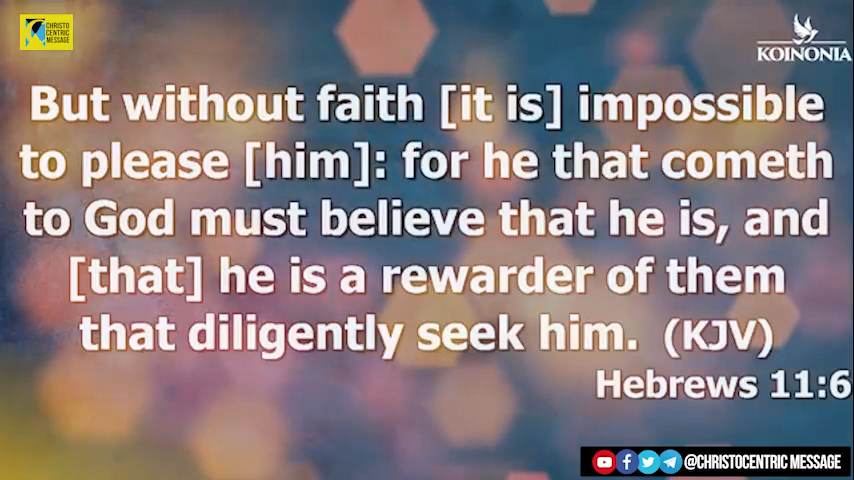 CHRISTO
CENTRIC
MESSAGE
KOINONIA
But without faith [it is] impossible
to please [him]: for he that cometh
to God must believe that he is, and
[that] he is a rewarder of them
that diligently seek him. (KJV)
Hebrews 11:6
@CHRISTOCENTRIC MESSAGE